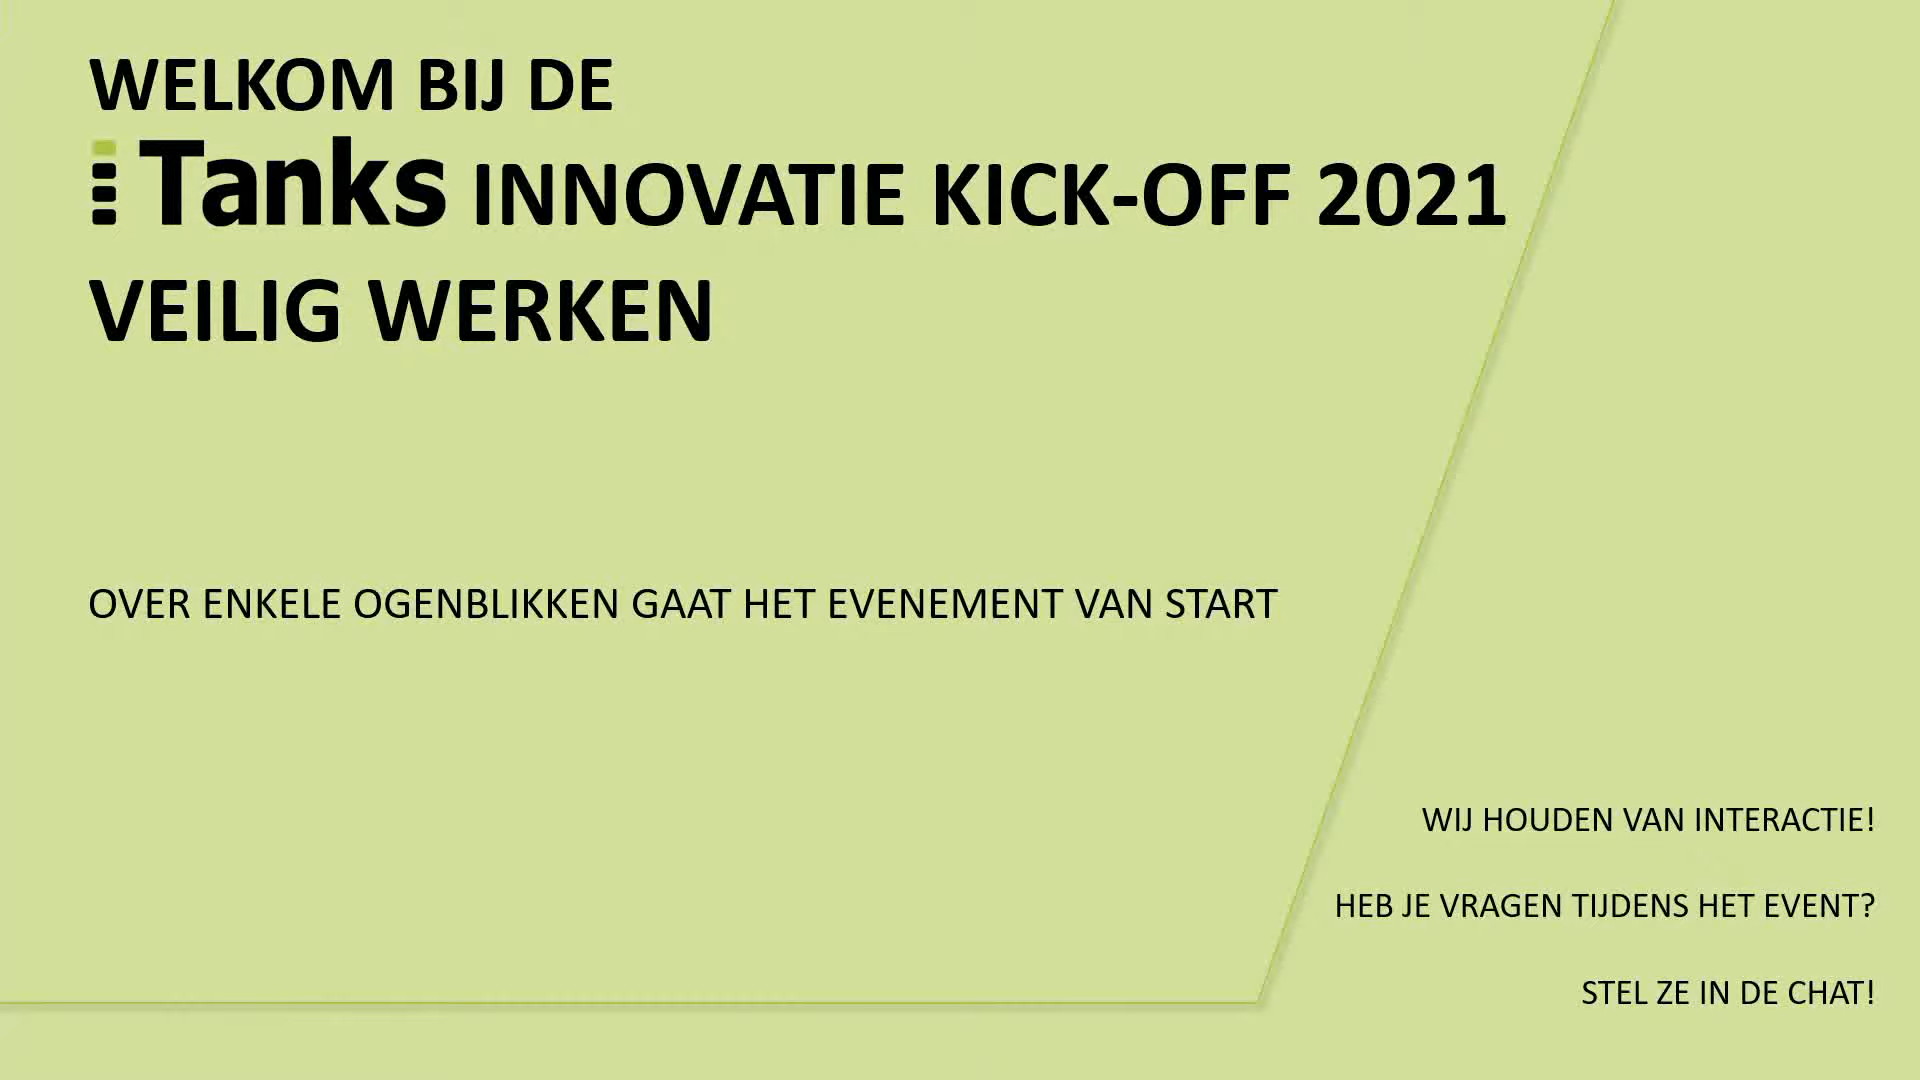 WELKOM BIJ DE
iTanks INNOVATIE KICK-OFF 2021
VEILIG WERKEN
OVER ENKELE OGENBLIKKEN GAAT HET EVENEMENT VAN START
WIJ HOUDEN VAN INTERACTIE!
HEB JE VRAGEN TIJDENS HET EVENT?
STEL ZE IN DE CHAT!